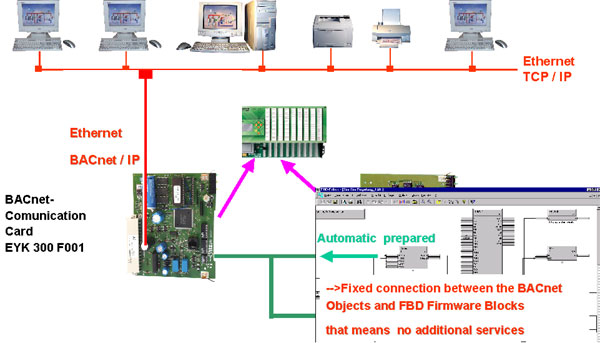 Ethernet
TCP / IP
Ethernet
BACnet / IP
BACnet-
Comunication
Card
EYK 300 F001
Automatic prepared
-->Fixed connection between the BACnet
Objects and FBD Firmware Blocks
that means no additional services